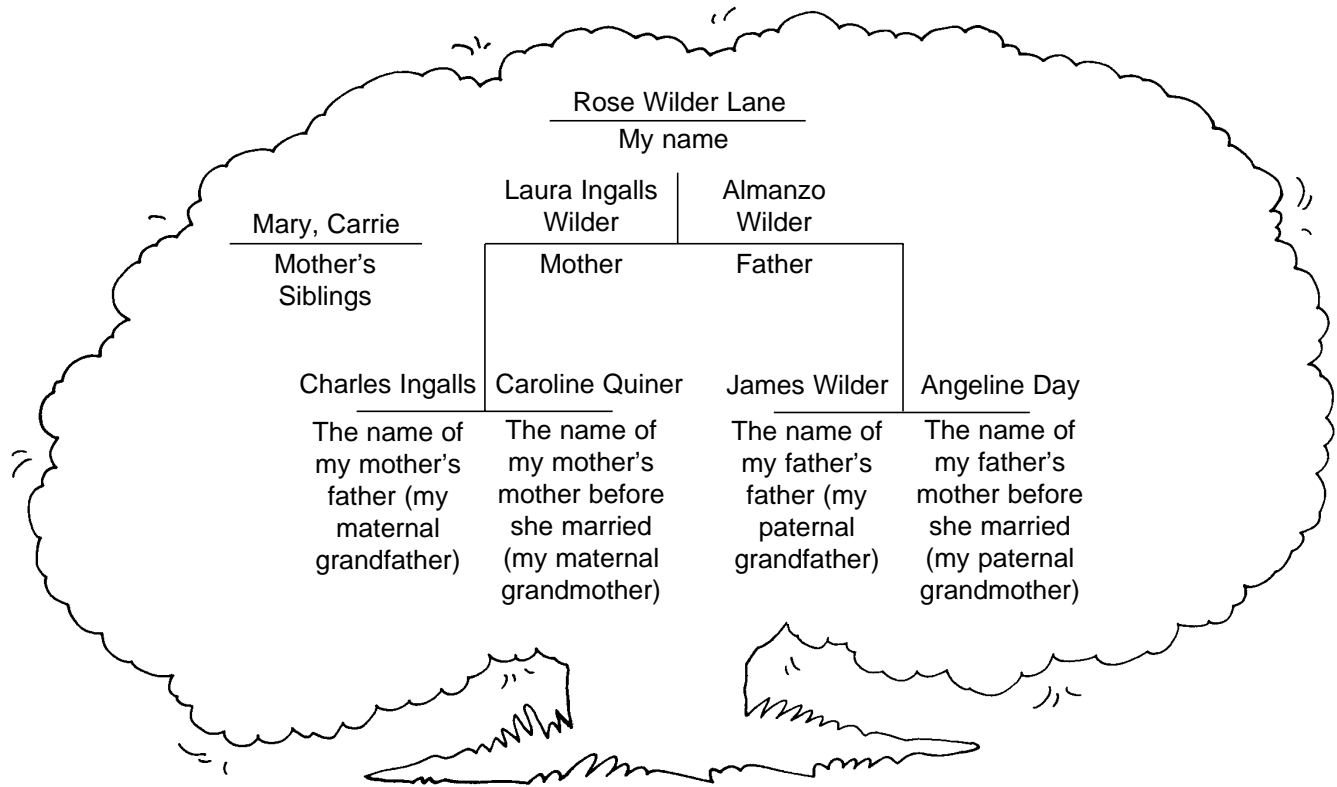 Rose Wilder Lane
My name
Laura Ingalls
Wilder
Almanzo
Wilder
Mary, Carrie
Mother's
Siblings
Mother
Father
Charles Ingalls
Caroline Quiner
James Wilder
Angeline Day
The name of
my mother's
father (my
maternal
grandfather)
The name of
my mother's
mother before
she married
(my maternal
grandmother)
The name of
my father's
father (my
paternal
grandfather)
The name of
my father's
mother before
she married
(my paternal
grandmother)